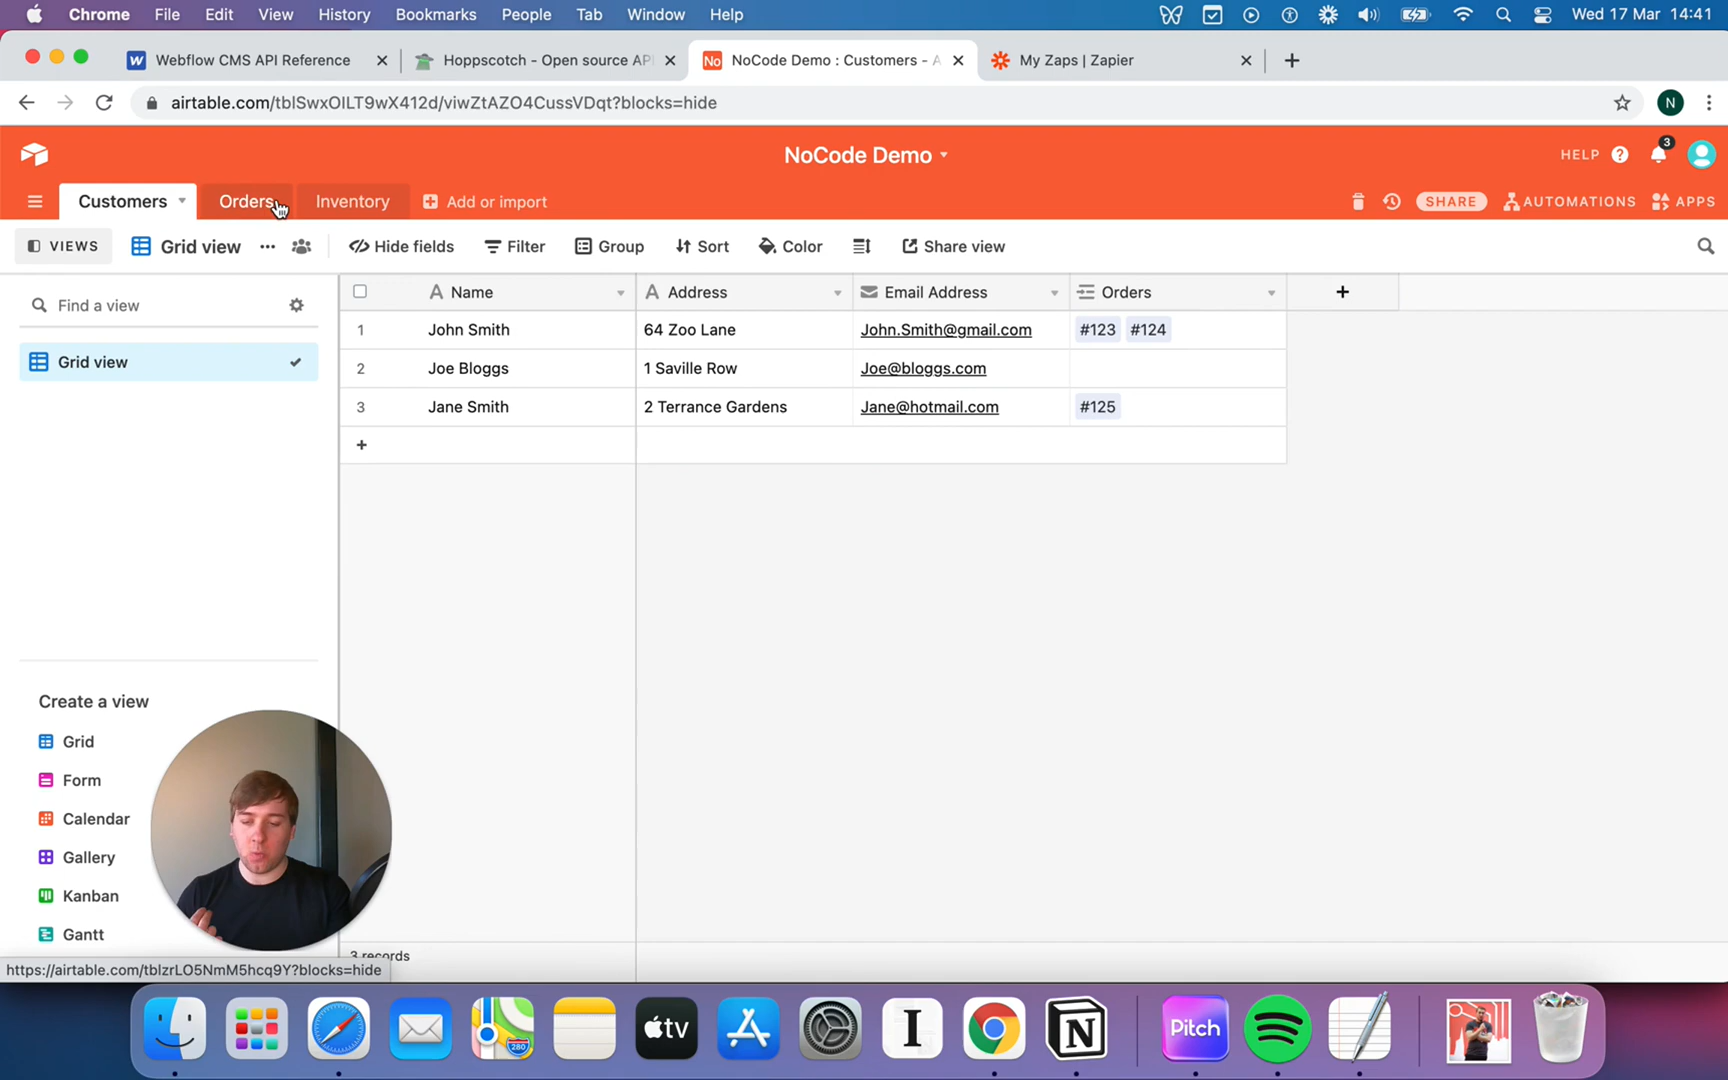 Chrome File Edit View History Bookmarks People Tab Window Help Wed 17 Mar 14:41
Webflow CMS API Reference Hoppscotch - Open source API NoCode Demo : Customers - A My Zaps | Zapier
airtable.com/tblSwxOILT9wX412d/viwZtAZO4CussVDqt?blocks=hide N
NoCode Demo HELP 3
Customers Orders Inventory Add or import SHARE AUTOMATIONS APPS
VIEWS Grid view Hide fields Filter Group Sort Color Share view
Find a view
Name Address Email Address Orders
Grid view
1 John Smith 64 Zoo Lane John.Smith@gmail.com #123 #124
2 Joe Bloggs 1 Saville Row Joe@bloggs.com
3 Jane Smith 2 Terrance Gardens Jane@hotmail.com #125
Create a view
Grid
Form
Calendar
Gallery
Kanban
Gantt
3 records
https://airtable.com/tblzrLO5NmM5hcq9Y?blocks=hide
tv Pitch
280